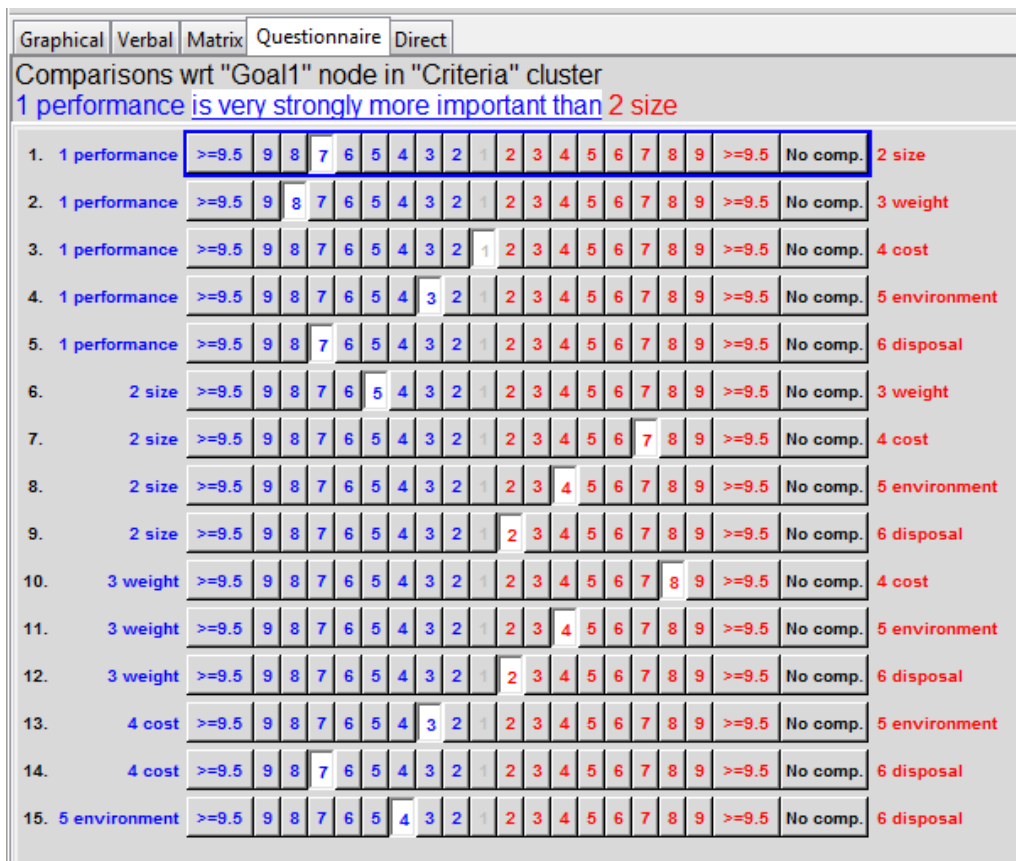 Graphical Verbal Matrix Questionnaire Direct
Comparisons wrt "Goal1" node in "Criteria" cluster
1 performance is very strongly more important than 2 size
1. 1 performance >=9.5 9 8 7 6 5 4 3 2 1 2 3 4 5 6 7 8 9 >=9.5 No comp. 2 size
2. 1 performance >=9.5 9 8 7 6 5 4 3 2 1 2 3 4 5 6 7 8 9 >=9.5 No comp. 3 weight
3. 1 performance >=9.5 9 8 7 6 5 4 3 2 1 2 3 4 5 6 7 8 9 >=9.5 No comp. 4 cost
4. 1 performance >=9.5 9 8 7 6 5 4 3 2 1 2 3 4 5 6 7 8 9 >=9.5 No comp. 5 environment
5. 1 performance >=9.5 9 8 7 6 5 4 3 2 1 2 3 4 5 6 7 8 9 >=9.5 No comp. 6 disposal
6. 2 size >=9.5 9 8 7 6 5 4 3 2 1 2 3 4 5 6 7 8 9 >=9.5 No comp. 3 weight
7. 2 size >=9.5 9 8 7 6 5 4 3 2 1 2 3 4 5 6 7 8 9 >=9.5 No comp. 4 cost
8. 2 size >=9.5 9 8 7 6 5 4 3 2 1 2 3 4 5 6 7 8 9 >=9.5 No comp. 5 environment
9. 2 size >=9.5 9 8 7 6 5 4 3 2 1 2 3 4 5 6 7 8 9 >=9.5 No comp. 6 disposal
10. 3 weight >=9.5 9 8 7 6 5 4 3 2 1 2 3 4 5 6 7 8 9 >=9.5 No comp. 4 cost
11. 3 weight >=9.5 9 8 7 6 5 4 3 2 1 2 3 4 5 6 7 8 9 >=9.5 No comp. 5 environment
12. 3 weight >=9.5 9 8 7 6 5 4 3 2 1 2 3 4 5 6 7 8 9 >=9.5 No comp. 6 disposal
13. 4 cost >=9.5 9 8 7 6 5 4 3 2 1 2 3 4 5 6 7 8 9 >=9.5 No comp. 5 environment
14. 4 cost >=9.5 9 8 7 6 5 4 3 2 1 2 3 4 5 6 7 8 9 >=9.5 No comp. 6 disposal
15. 5 environment >=9.5 9 8 7 6 5 4 3 2 1 2 3 4 5 6 7 8 9 >=9.5 No comp. 6 disposal